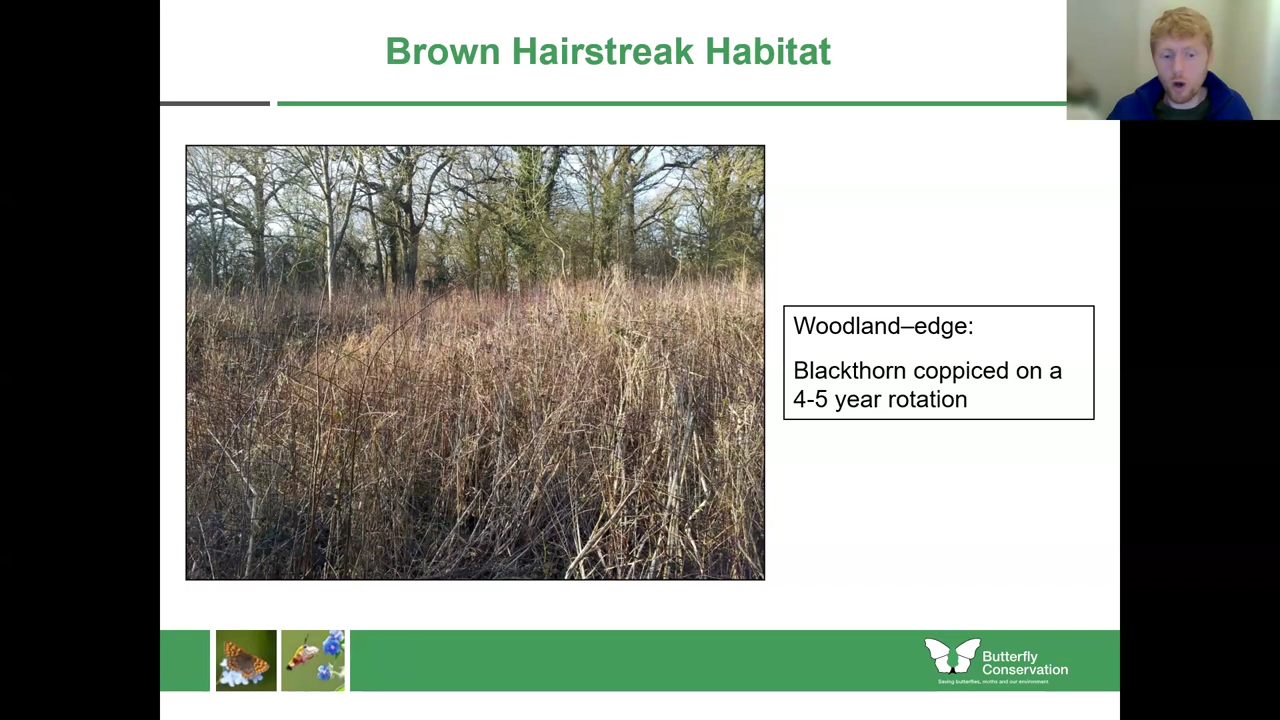 Brown Hairstreak Habitat
Woodland–edge:
Blackthorn coppiced on a
4-5 year rotation
Butterfly
Conservation
Saving butterflies, moths and our environment.